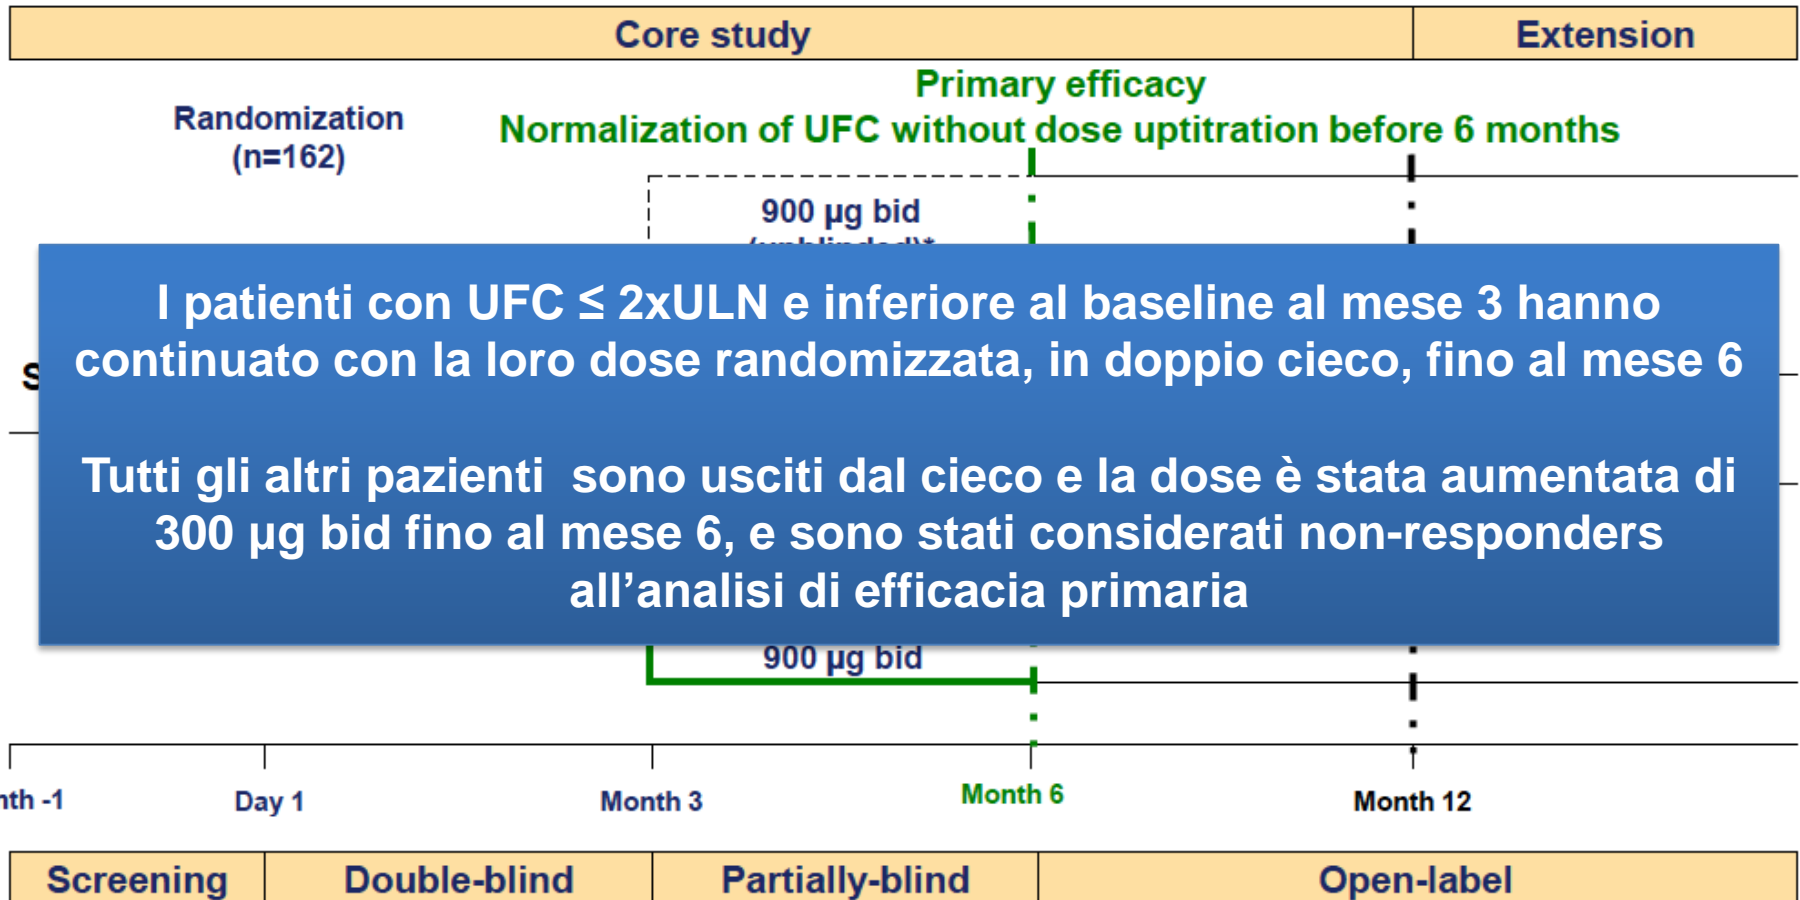 Core study Extension
Primary efficacy
Randomization
(n=162)
Normalization of UFC without dose uptitration before 6 months
900 µg bid
I patienti con UFC ≤ 2xULN e inferiore al baseline al mese 3 hanno
continuato con la loro dose randomizzata, in doppio cieco, fino al mese 6
Tutti gli altri pazienti sono usciti dal cieco e la dose è stata aumentata di
300 µg bid fino al mese 6, e sono stati considerati non-responders
all’analisi di efficacia primaria
900 µg bid
-1 Day 1 Month 3 Month 6 Month 12
Screening Double-blind Partially-blind Open-label